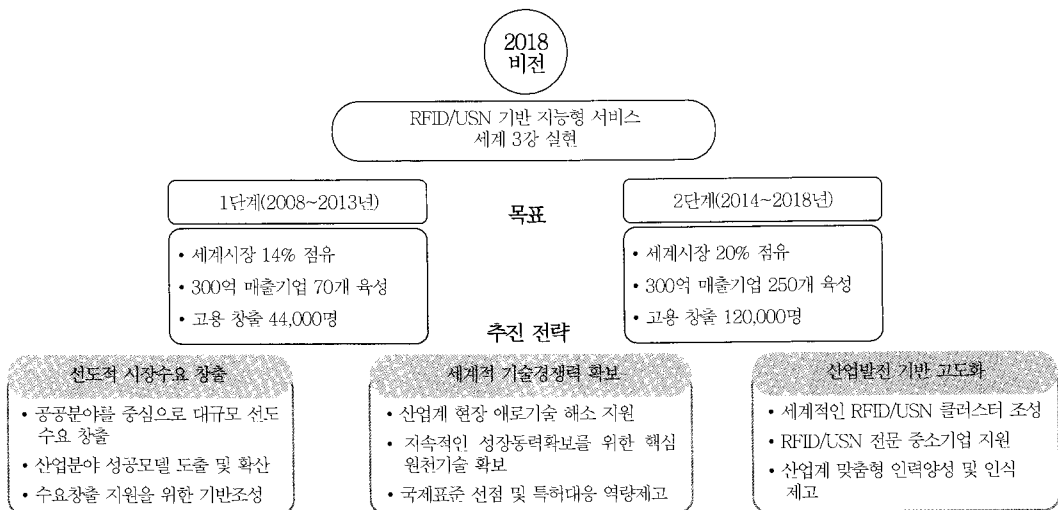 2018
비전
RFID/USN 기반 지능형 서비스
세계 3강 실현
1단계(2008~2013년)
목표
2단계(2014~2018년)
• 세계시장 14% 점유
• 300억 매출기업 70개 육성
• 고용 창출 44,000명
• 세계시장 20% 점유
• 300억 매출기업 250개 육성
• 고용 창출 120,000명
추진 전략
선도적 시장수요 창출
• 공공분야를 중심으로 대규모 선도
수요 창출
• 산업분야 성공모델 도출 및 확산
• 수요창출 지원을 위한 기반조성
세계적 기술경쟁력 확보
• 산업계 현장 애로기술 해소 지원
• 지속적인 성장동력확보를 위한 핵심
원천기술 확보
• 국제표준 선점 및 특허대응 역량제고
산업발전 기반 고도화
• 세계적인 RFID/USN 클러스터 조성
• RFID/USN 전문 중소기업 지원
• 산업계 맞춤형 인력양성 및 인식
제고